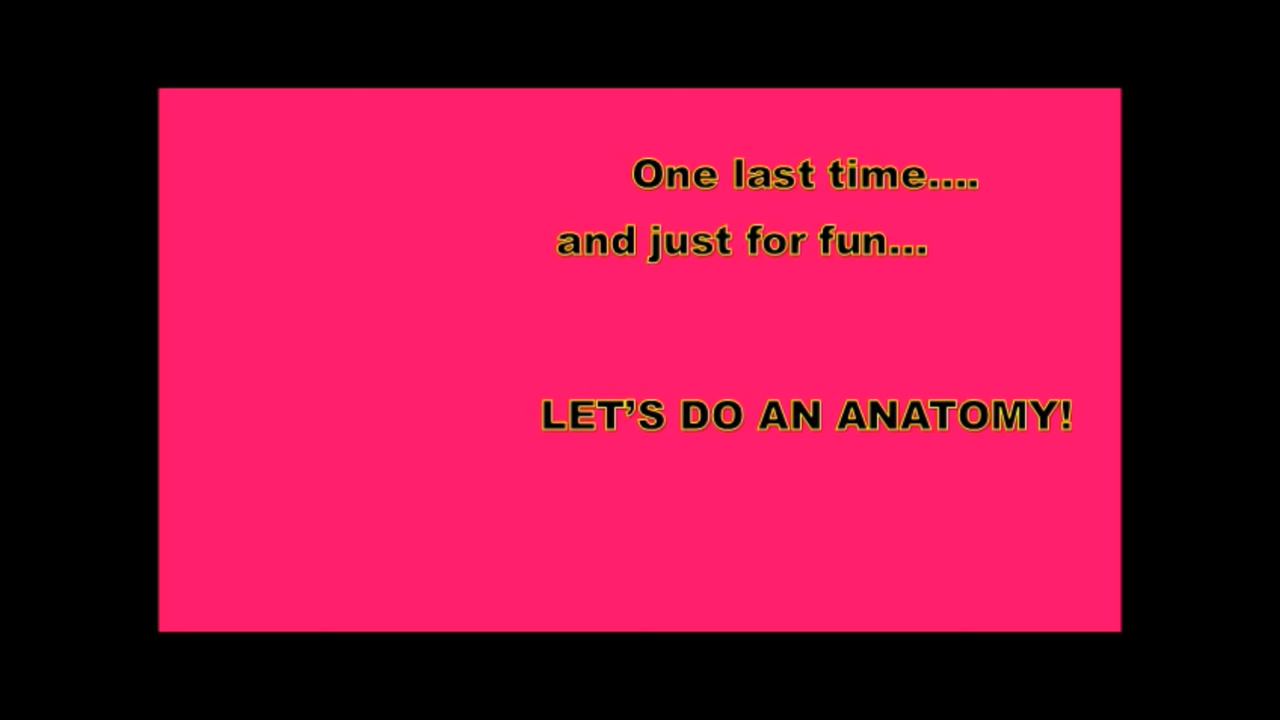 One last time....
and just for fun...
LET’S DO AN ANATOMY!